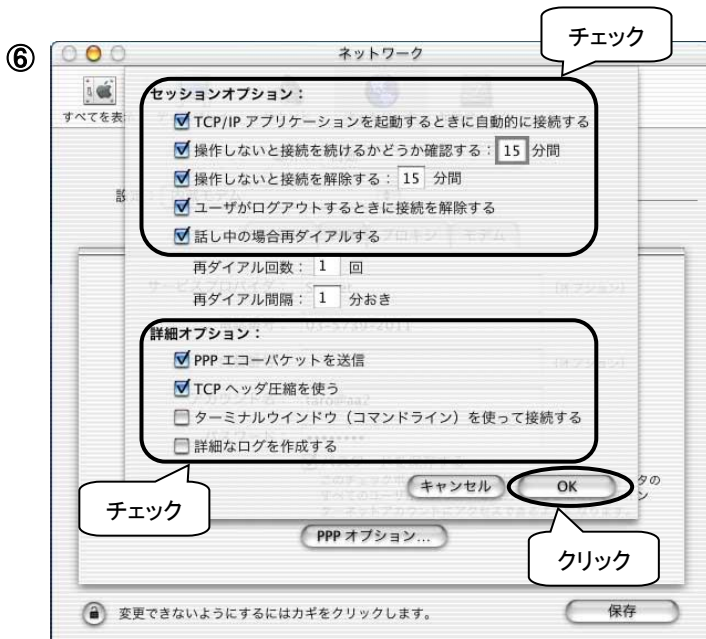 ⑥
チェック
ネットワーク
すべてを表
セッションオプション：
TCP/IP アプリケーションを起動するときに自動的に接続する
操作しないと接続を続けるかどうか確認する： 15 分間
操作しないと接続を解除する： 15 分間
ユーザがログアウトするときに接続を解除する
話し中の場合再ダイアルする
再ダイアル回数： 1 回
再ダイアル間隔： 1 分おき
詳細オプション：
PPP エコーパケットを送信
TCP ヘッダ圧縮を使う
ターミナルウインドウ（コマンドライン）を使って接続する
詳細なログを作成する
キャンセル
OK
チェック
クリック
PPP オプション...
変更できないようにするにはカギをクリックします。
保存